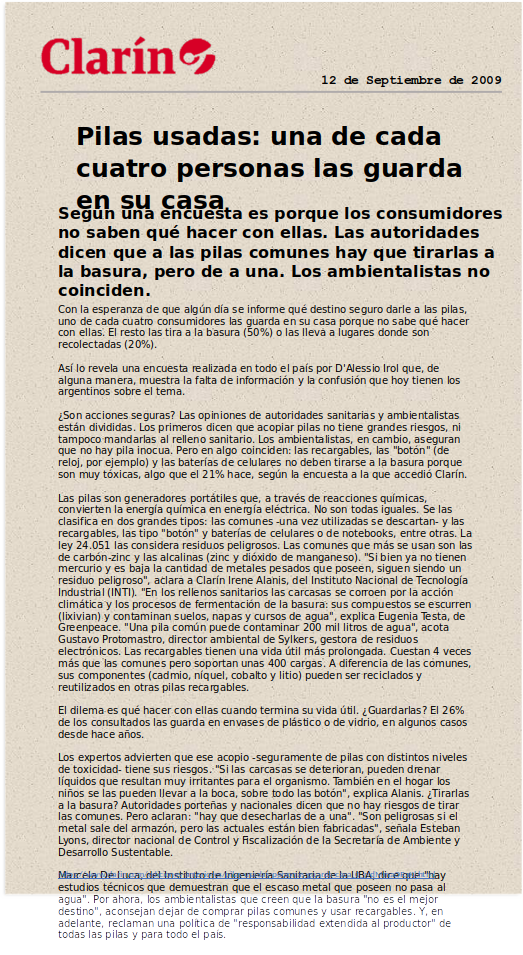 Clarín
12 de Septiembre de 2009
Pilas usadas: una de cada
cuatro personas las guarda
en su casa
Según una encuesta es porque los consumidores
no saben qué hacer con ellas. Las autoridades
dicen que a las pilas comunes hay que tirarlas a
la basura, pero de a una. Los ambientalistas no
coinciden.
Con la esperanza de que algún día se informe qué destino seguro darle a las pilas,
uno de cada cuatro consumidores las guarda en su casa porque no sabe qué hacer
con ellas. El resto las tira a la basura (50%) o las lleva a lugares donde son
recolectadas (20%).
Así lo revela una encuesta realizada en todo el país por D'Alessio Irol que, de
alguna manera, muestra la falta de información y la confusión que hoy tienen los
argentinos sobre el tema.
¿Son acciones seguras? Las opiniones de autoridades sanitarias y ambientalistas
están divididas. Los primeros dicen que acopiar pilas no tiene grandes riesgos, ni
tampoco mandarlas al relleno sanitario. Los ambientalistas, en cambio, aseguran
que no hay pila inocua. Pero en algo coinciden: las recargables, las "botón" (de
reloj, por ejemplo) y las baterías de celulares no deben tirarse a la basura porque
son muy tóxicas, algo que el 21% hace, según la encuesta a la que accedió Clarín.
Las pilas son generadores portátiles que, a través de reacciones químicas,
convierten la energía química en energía eléctrica. No son todas iguales. Se las
clasifica en dos grandes tipos: las comunes -una vez utilizadas se descartan- y las
recargables, las tipo "botón" y baterías de celulares o de notebooks, entre otras. La
ley 24.051 las considera residuos peligrosos. Las comunes que más se usan son las
de carbón-zinc y las alcalinas (zinc y dióxido de manganeso). "Si bien ya no tienen
mercurio y es baja la cantidad de metales pesados que poseen, siguen siendo un
residuo peligroso", aclara a Clarín Irene Alanis, del Instituto Nacional de Tecnología
Industrial (INTI). "En los rellenos sanitarios las carcasas se corroen por la acción
climática y los procesos de fermentación de la basura: sus compuestos se escurren
(lixivian) y contaminan suelos, napas y cursos de agua", explica Eugenia Testa, de
Greenpeace. "Una pila común puede contaminar 200 mil litros de agua", acota
Gustavo Protomastro, director ambiental de Sylkers, gestora de residuos
electrónicos. Las recargables tienen una vida útil más prolongada. Cuestan 4 veces
más que las comunes pero soportan unas 400 cargas. A diferencia de las comunes,
sus componentes (cadmio, níquel, cobalto y litio) pueden ser reciclados y
reutilizados en otras pilas recargables.
El dilema es qué hacer con ellas cuando termina su vida útil. ¿Guardarlas? El 26%
de los consultados las guarda en envases de plástico o de vidrio, en algunos casos
desde hace años.
Los expertos advierten que ese acopio -seguramente de pilas con distintos niveles
de toxicidad- tiene sus riesgos. "Si las carcasas se deterioran, pueden drenar
líquidos que resultan muy irritantes para el organismo. También en el hogar los
niños se las pueden llevar a la boca, sobre todo las botón", explica Alanis. ¿Tirarlas
a la basura? Autoridades porteñas y nacionales dicen que no hay riesgos de tirar
las comunes. Pero aclaran: "hay que desecharlas de a una". "Son peligrosas si el
metal sale del armazón, pero las actuales están bien fabricadas", señala Esteban
Lyons, director nacional de Control y Fiscalización de la Secretaría de Ambiente y
Desarrollo Sustentable.
Marcela De Luca, del Instituto de Ingeniería Sanitaria de la UBA, dice que "hay
estudios técnicos que demuestran que el escaso metal que poseen no pasa al
agua". Por ahora, los ambientalistas que creen que la basura "no es el mejor
destino", aconsejan dejar de comprar pilas comunes y usar recargables. Y, en
adelante, reclaman una política de "responsabilidad extendida al productor" de
todas las pilas y para todo el país.